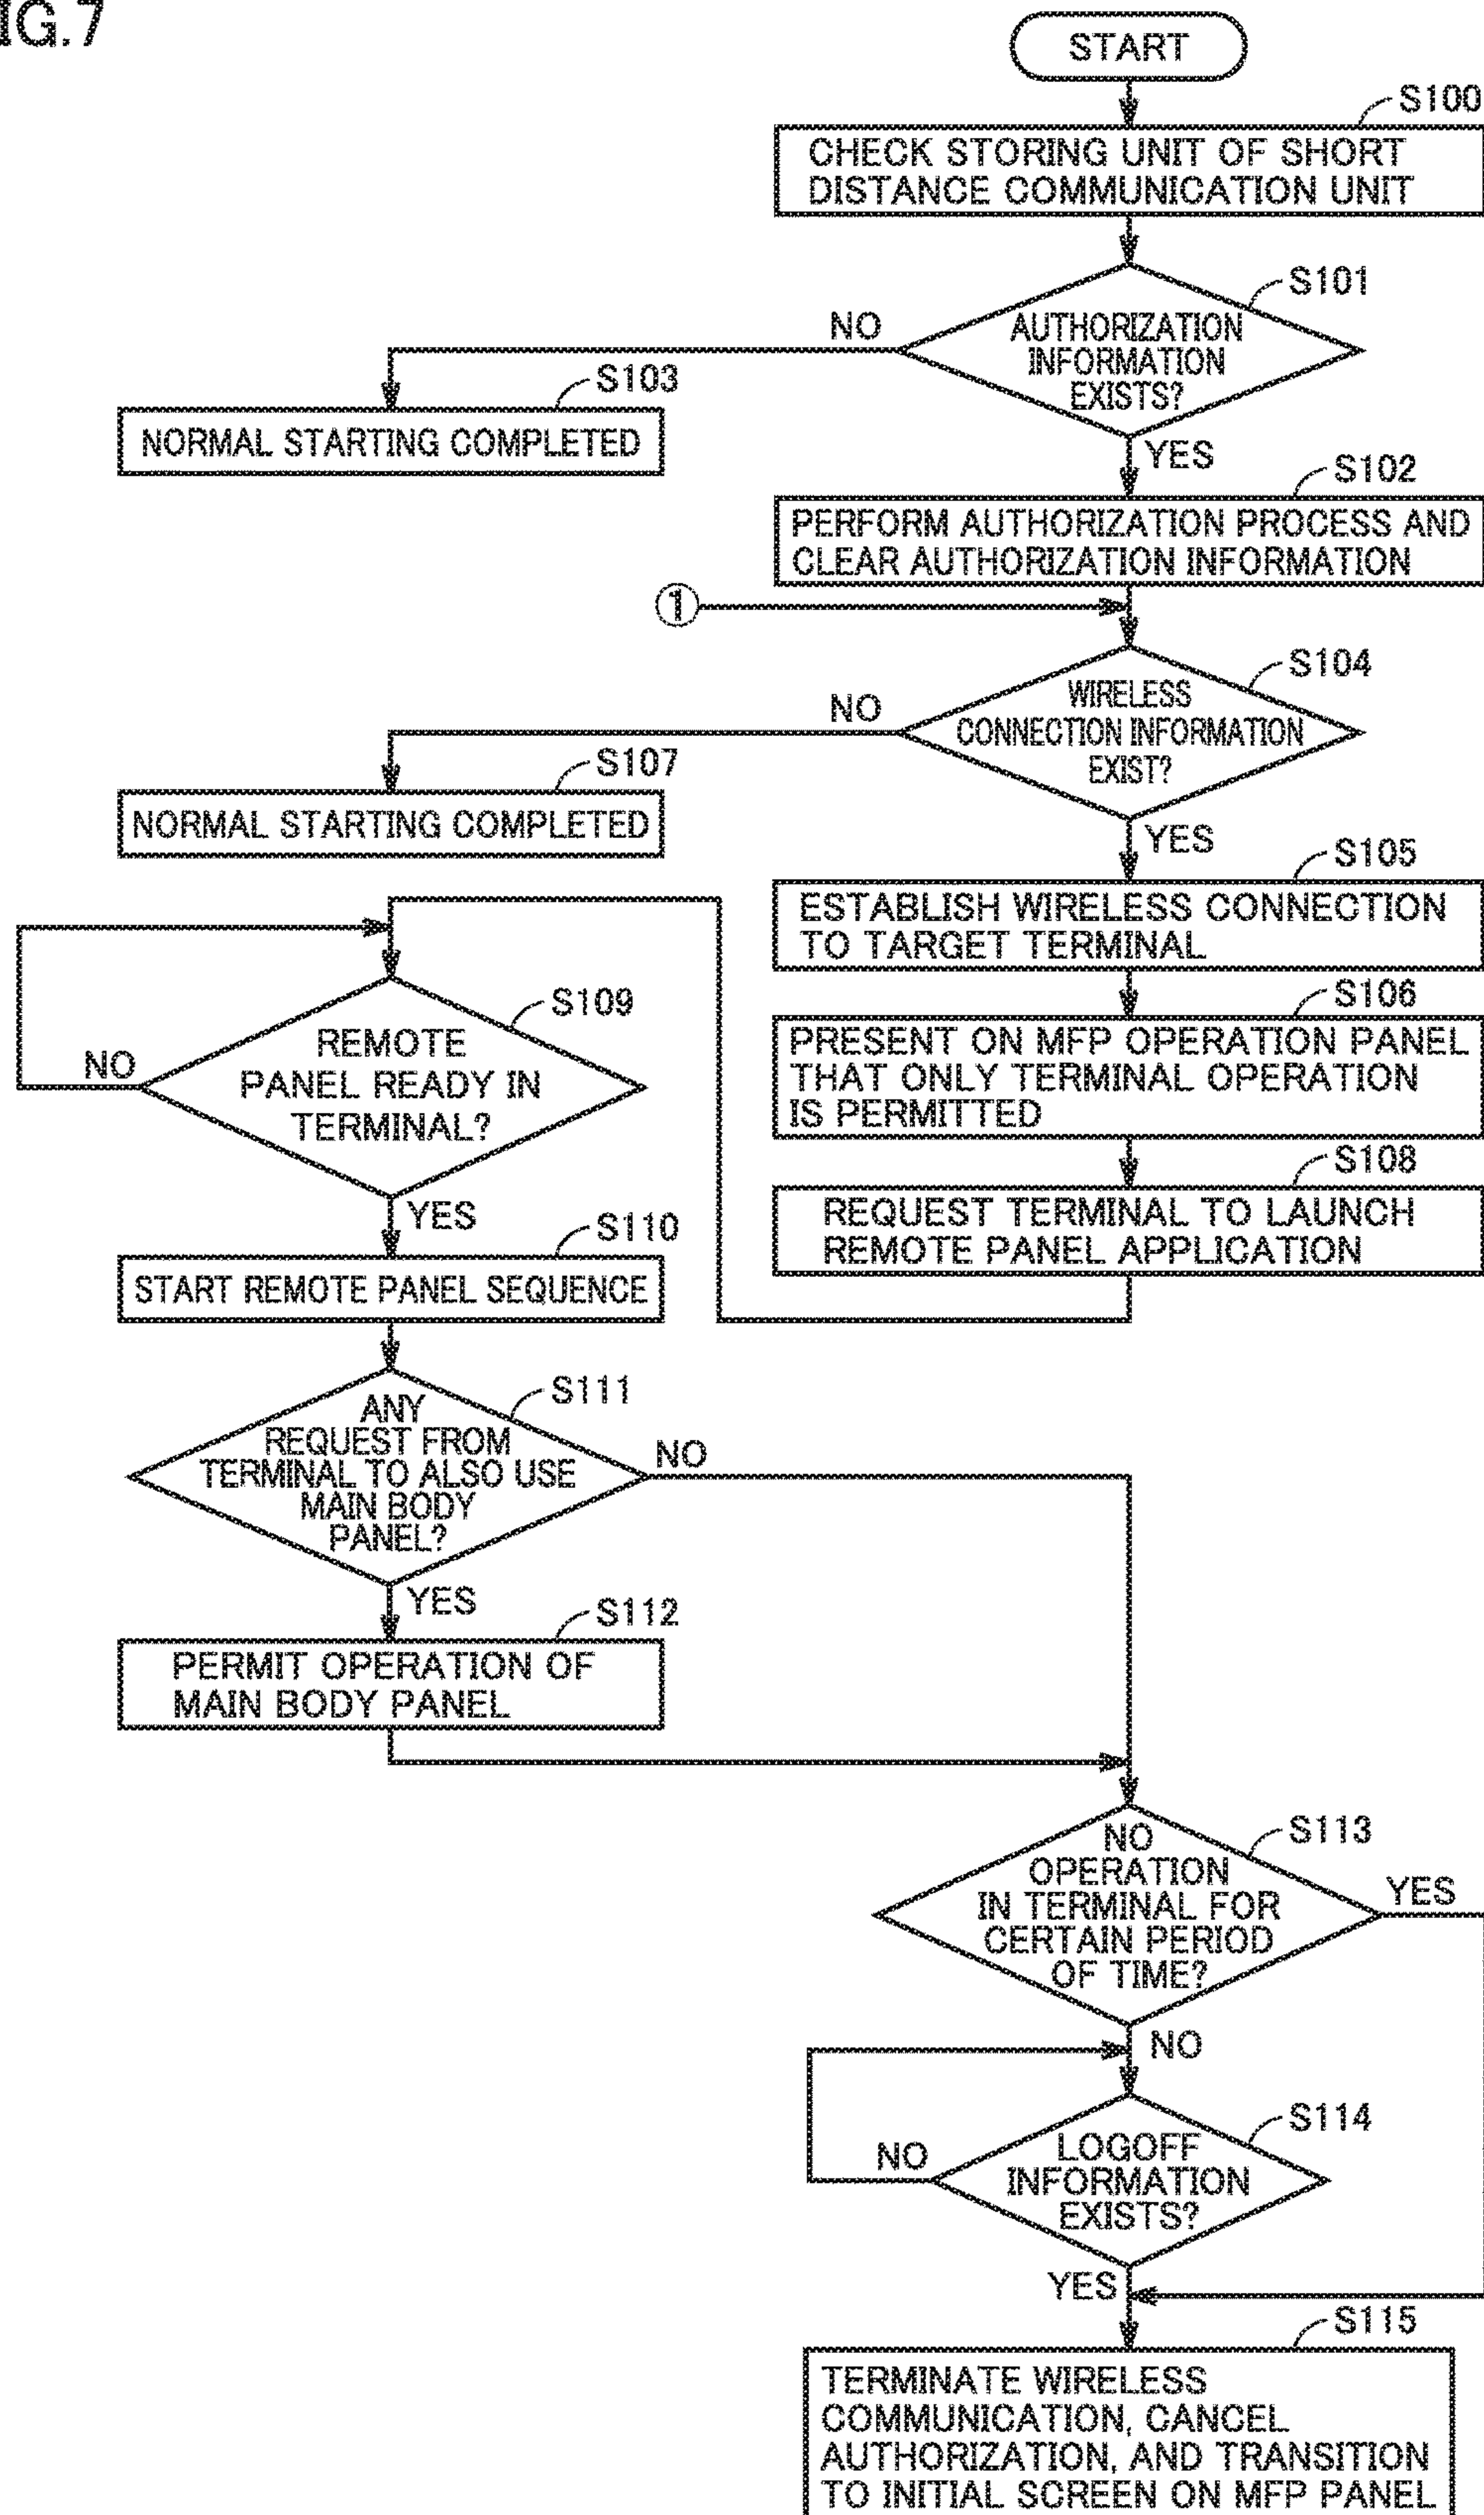 IG.7
START
S100
CHECK STORING UNIT OF SHORT
DISTANCE COMMUNICATION UNIT
S101
AUTHORIZATION
INFORMATION
EXISTS?
NO
YES
S103
NORMAL STARTING COMPLETED
S102
PERFORM AUTHORIZATION PROCESS AND
CLEAR AUTHORIZATION INFORMATION
①
S104
WIRELESS
CONNECTION INFORMATION
EXIST?
NO
YES
S107
NORMAL STARTING COMPLETED
S105
ESTABLISH WIRELESS CONNECTION
TO TARGET TERMINAL
S106
PRESENT ON MFP OPERATION PANEL
THAT ONLY TERMINAL OPERATION
IS PERMITTED
S108
REQUEST TERMINAL TO LAUNCH
REMOTE PANEL APPLICATION
S109
REMOTE
PANEL READY IN
TERMINAL?
NO
YES
S110
START REMOTE PANEL SEQUENCE
S111
ANY
REQUEST FROM
TERMINAL TO ALSO USE
MAIN BODY
PANEL?
NO
YES
S112
PERMIT OPERATION OF
MAIN BODY PANEL
S113
NO
OPERATION
IN TERMINAL FOR
CERTAIN PERIOD
OF TIME?
YES
NO
S114
LOGOFF
INFORMATION
EXISTS?
NO
YES
S115
TERMINATE WIRELESS
COMMUNICATION, CANCEL
AUTHORIZATION, AND TRANSITION
TO INITIAL SCREEN ON MFP PANEL